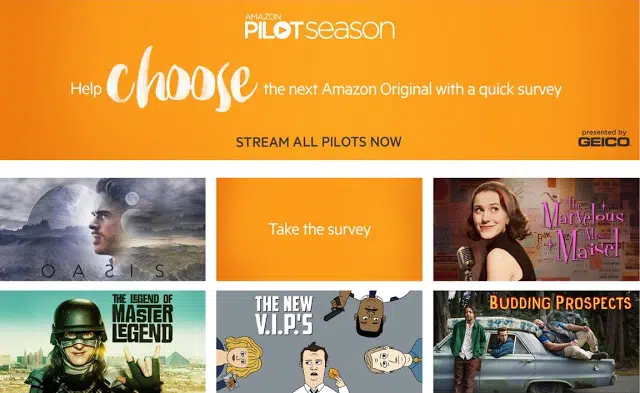 AMAZON
PILOT SEASON
Help choose the next Amazon Original with a quick survey
STREAM ALL PILOTS NOW
presented by
GEICO
OASIS
Take the survey
The
Marvelous
Mrs.
Maisel
THE LEGEND OF
MASTER
LEGEND
THE NEW
V.I.P.'S
BUDDING PROSPECTS